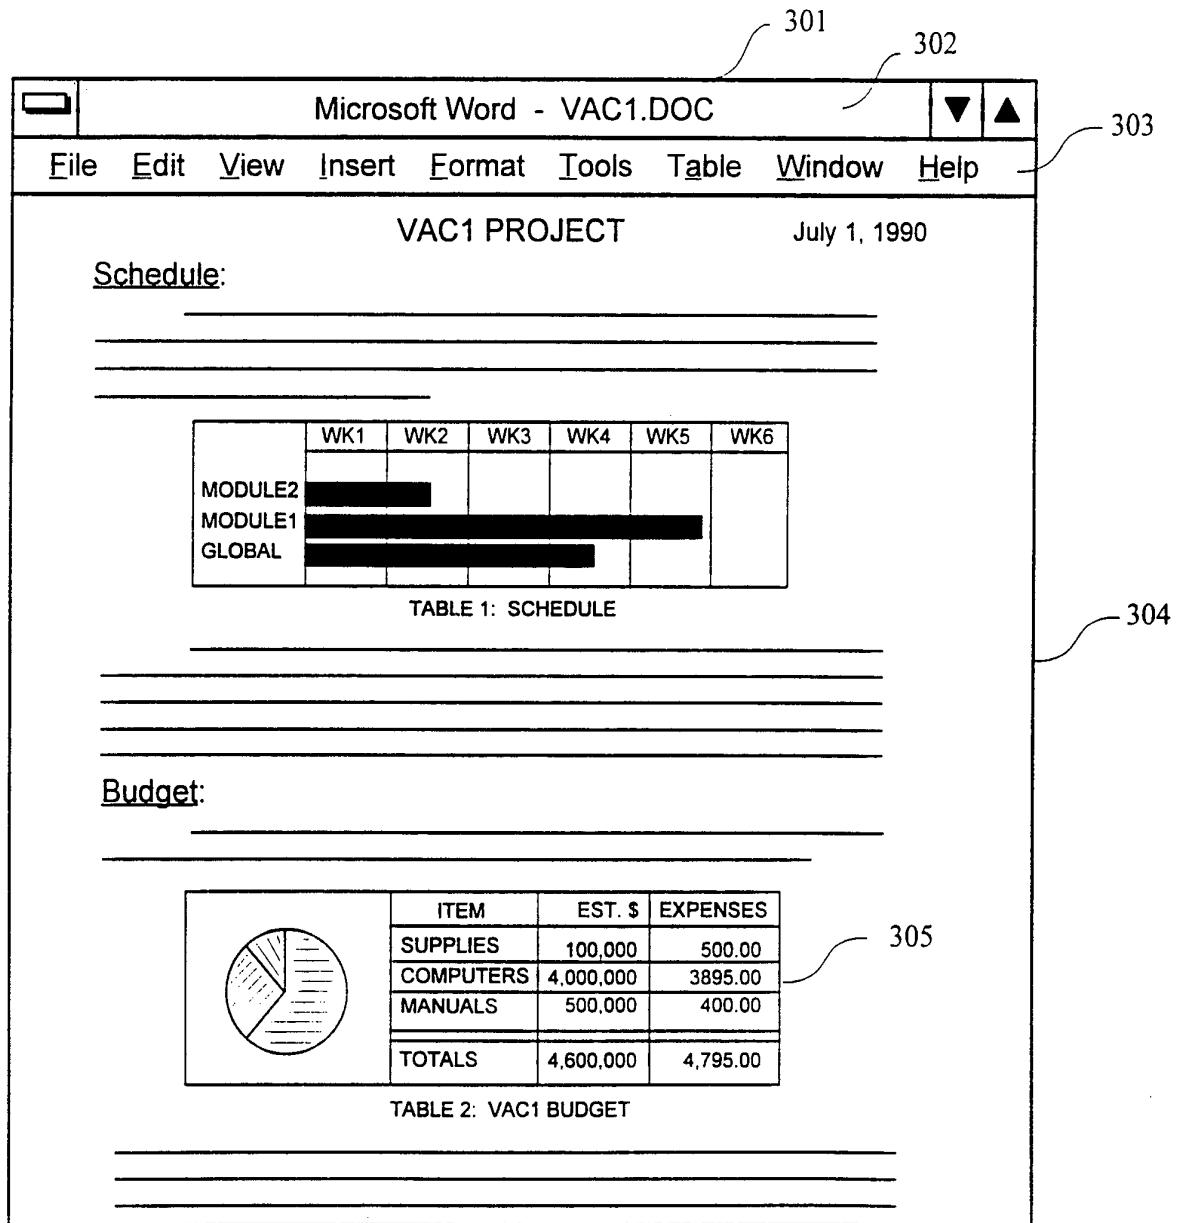 301
302
Microsoft Word - VAC1.DOC
303
File Edit View Insert Format Tools Table Window Help
VAC1 PROJECT July 1, 1990
Schedule:
WK1 WK2 WK3 WK4 WK5 WK6
MODULE2
MODULE1
GLOBAL
TABLE 1: SCHEDULE
304
Budget:
ITEM EST. $ EXPENSES
305
SUPPLIES 100,000 500.00
COMPUTERS 4,000,000 3895.00
MANUALS 500,000 400.00
TOTALS 4,600,000 4,795.00
TABLE 2: VAC1 BUDGET